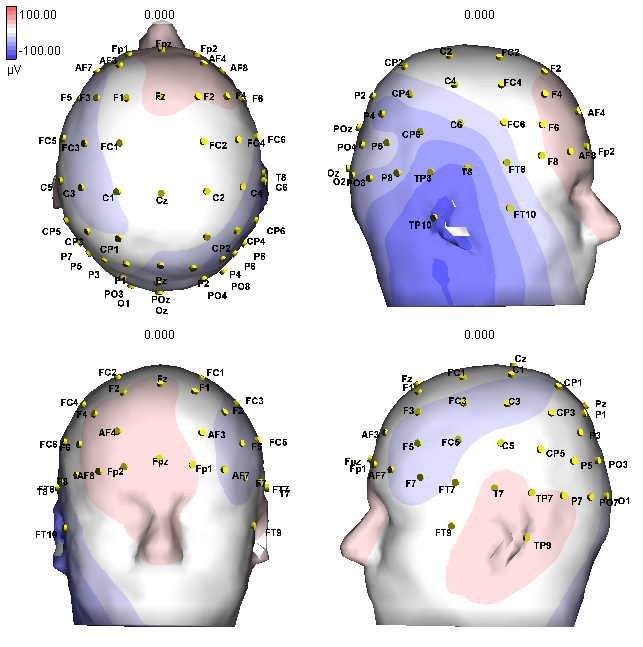 100.00
-100.00
µV
0.000
Fpz
Fp1 Fp2
AF3 AF4
AF7 AF8
F5 F3 F1 Fz F2 F4 F6
FC5 FC3 FC1 FC2 FC4 FC6
T8
C5 C3 C1 Cz C2 C4 C6
CP5 CP3 CP1 CP2 CP4 CP6
P7 P5 P3 P1 Pz P2 P4 P6 P8
PO3 POz PO4 PO8
O1 Oz
0.000
C2 FC2
CP2 F2
C4 FC4
P2 CP4 F4
P4 AF4
POz CP6 C6 FC6 F6
PO4 P6 AF8 Fp2
F8
Oz O2 PO8 P8 TP8 T8 FT8
TP10 FT10
0.000
FC2 Fz FC1
F2 F1
FC4 F4 F3 FC3
AF4 AF3
FC6 F6 F5 FC5
AF8 Fp2 Fpz Fp1 AF7
F8 F7
FT8 T8 FT7 T7
FT10 FT9
0.000
Cz
Fz FC1 C1 CP1
F1
F3 FC3 C3 CP3 Pz P1
AF3 F5 FC5 C5 CP5 P3
Fpz Fp1 AF7 P5 PO3
F7 FT7 T7 TP7 P7 PO7 O1
FT9 TP9